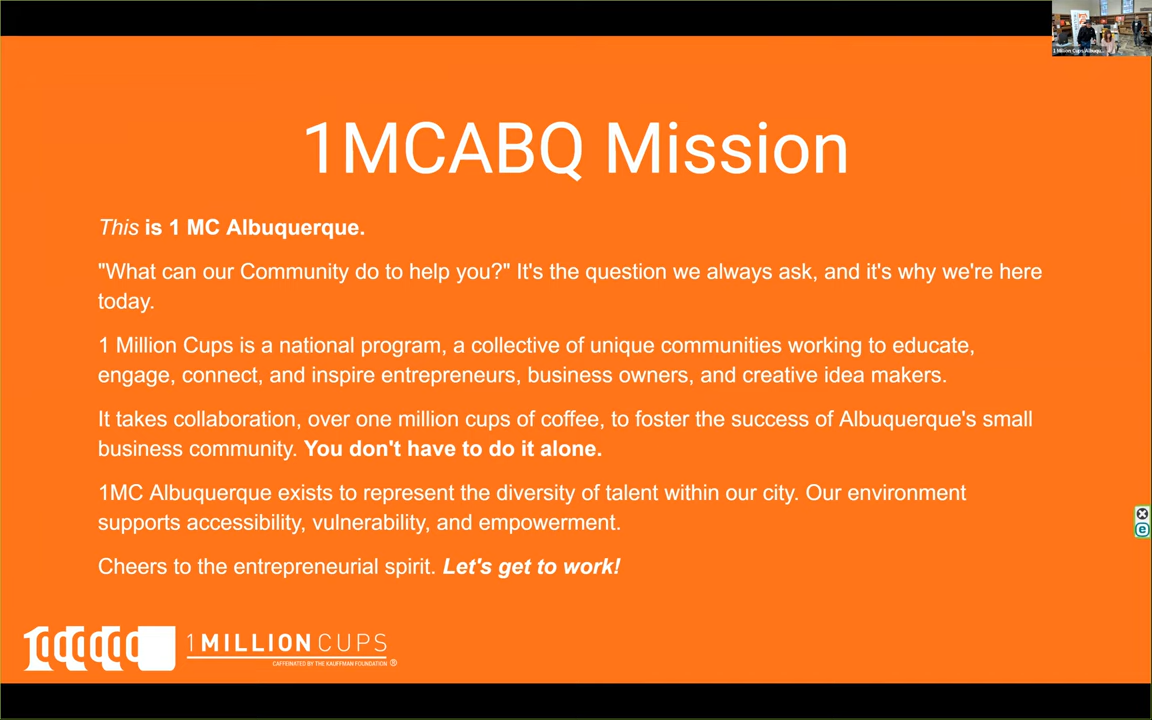 1 Million Cups Albuqu...
1MCABQ Mission
This is 1 MC Albuquerque.
"What can our Community do to help you?" It's the question we always ask, and it's why we're here
today.
1 Million Cups is a national program, a collective of unique communities working to educate,
engage, connect, and inspire entrepreneurs, business owners, and creative idea makers.
It takes collaboration, over one million cups of coffee, to foster the success of Albuquerque's small
business community. You don't have to do it alone.
1MC Albuquerque exists to represent the diversity of talent within our city. Our environment
supports accessibility, vulnerability, and empowerment.
Cheers to the entrepreneurial spirit. Let's get to work!
1 MILLION CUPS
CAFFEINATED BY THE KAUFFMAN FOUNDATION ®